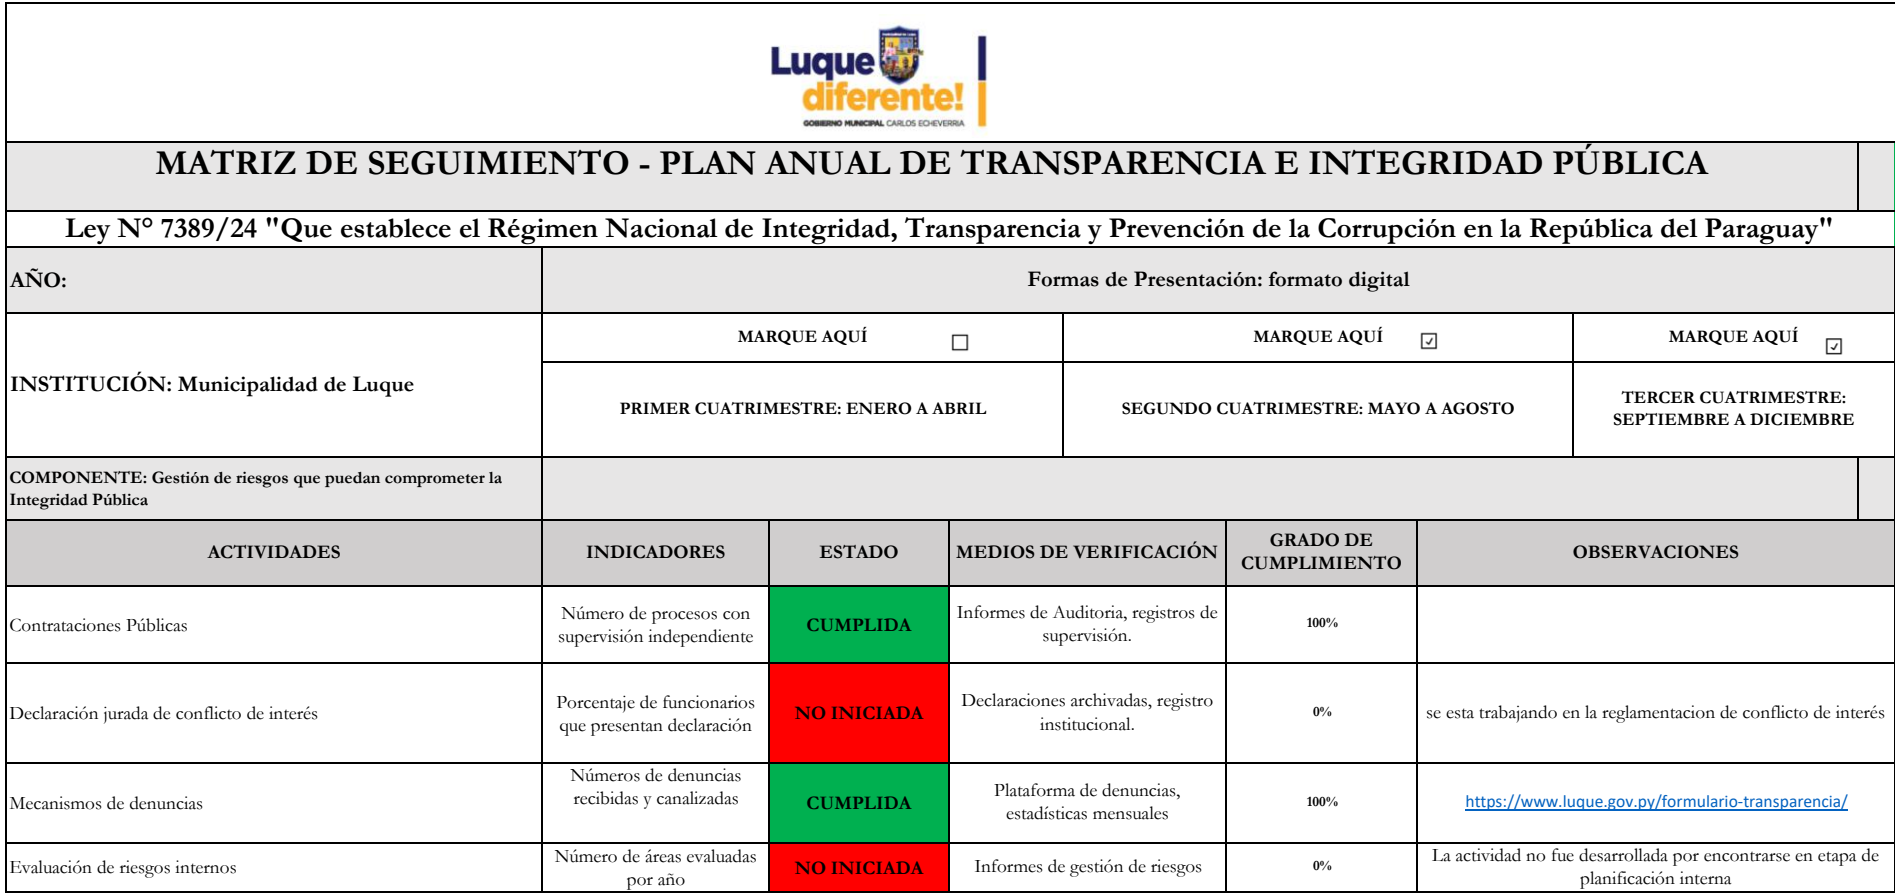 Luque
diferente!
GOBIERNO MUNICIPAL CARLOS ECHEVERRIA
MATRIZ DE SEGUIMIENTO - PLAN ANUAL DE TRANSPARENCIA E INTEGRIDAD PÚBLICA
Ley N° 7389/24 "Que establece el Régimen Nacional de Integridad, Transparencia y Prevención de la Corrupción en la República del Paraguay"
AÑO:
Formas de Presentación: formato digital
INSTITUCIÓN: Municipalidad de Luque
MARQUE AQUÍ ☐
MARQUE AQUÍ ☑
MARQUE AQUÍ ☑
PRIMER CUATRIMESTRE: ENERO A ABRIL
SEGUNDO CUATRIMESTRE: MAYO A AGOSTO
TERCER CUATRIMESTRE:
SEPTIEMBRE A DICIEMBRE
COMPONENTE: Gestión de riesgos que puedan comprometer la
Integridad Pública
ACTIVIDADES
INDICADORES
ESTADO
MEDIOS DE VERIFICACIÓN
GRADO DE
CUMPLIMIENTO
OBSERVACIONES
Contrataciones Públicas
Número de procesos con
supervisión independiente
CUMPLIDA
Informes de Auditoria, registros de
supervisión.
100%
Declaración jurada de conflicto de interés
Porcentaje de funcionarios
que presentan declaración
NO INICIADA
Declaraciones archivadas, registro
institucional.
0%
se esta trabajando en la reglamentacion de conflicto de interés
Mecanismos de denuncias
Números de denuncias
recibidas y canalizadas
CUMPLIDA
Plataforma de denuncias,
estadísticas mensuales
100%
https://www.luque.gov.py/formulario-transparencia/
Evaluación de riesgos internos
Número de áreas evaluadas
por año
NO INICIADA
Informes de gestión de riesgos
0%
La actividad no fue desarrollada por encontrarse en etapa de
planificación interna